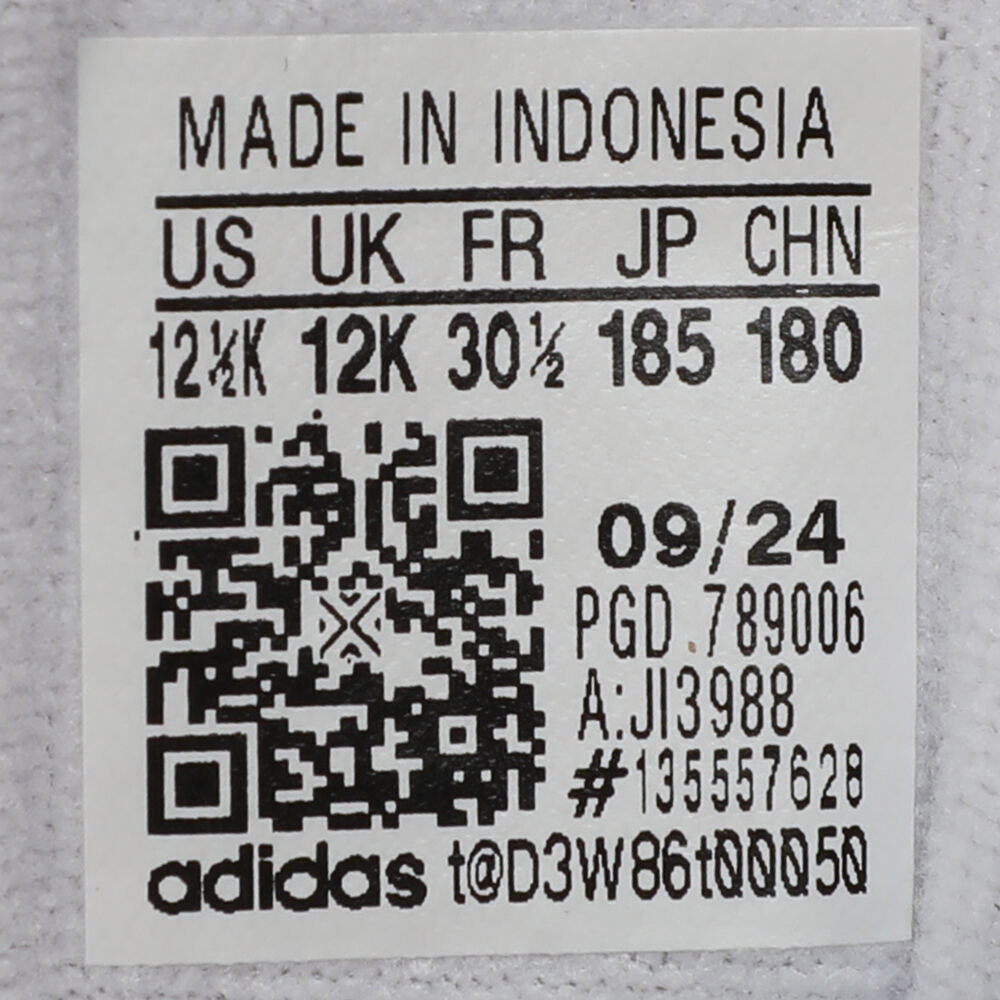 MADE IN INDONESIA
US UK FR JP CHN
12½K 12K 30½ 185 180
09/24
PGD 789006
A:JI3988
#135557628
adidas t@D3W86t00050